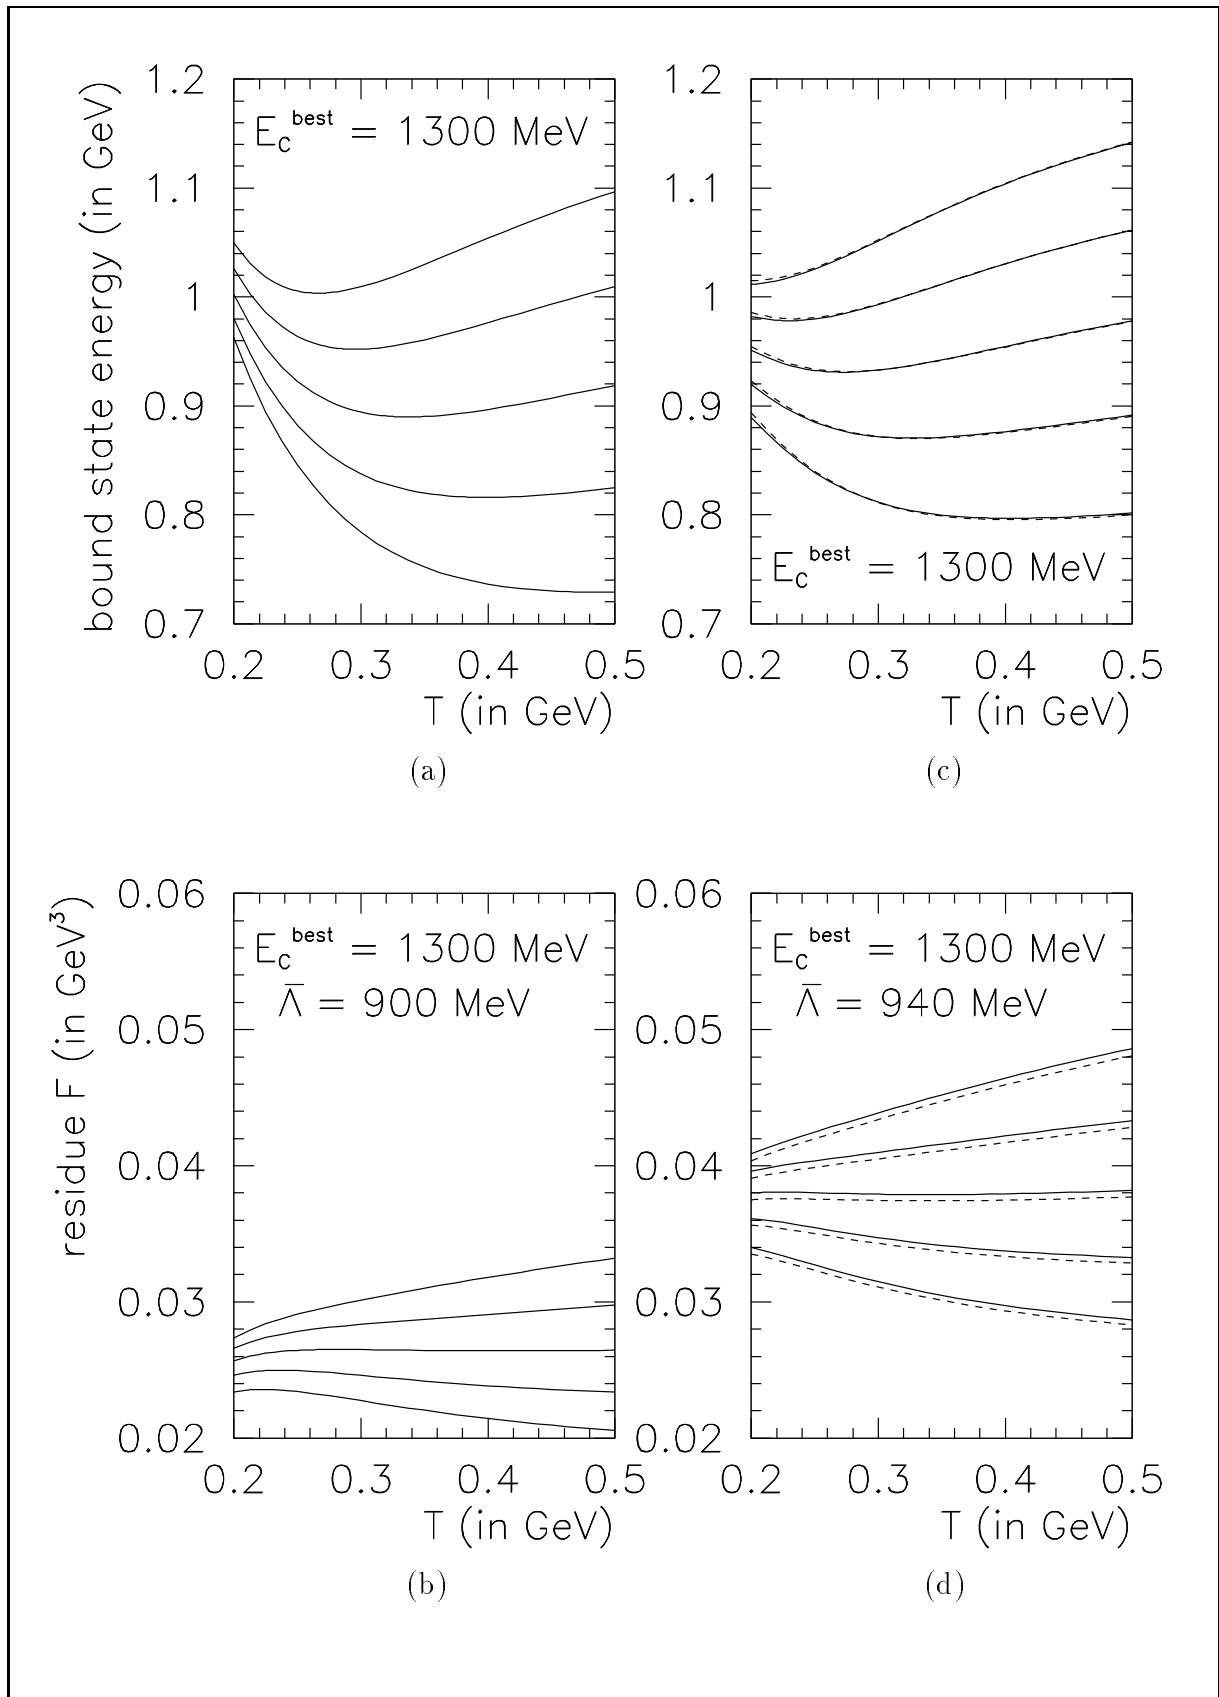 bound state energy (in GeV)
1.2
1.1
1
0.9
0.8
0.7
E_C^best = 1300 MeV
0.2 0.3 0.4 0.5
T (in GeV)
(a)
1.2
1.1
1
0.9
0.8
0.7
E_C^best = 1300 MeV
0.2 0.3 0.4 0.5
T (in GeV)
(c)
residue F (in GeV³)
0.06
0.05
0.04
0.03
0.02
E_C^best = 1300 MeV
Λ̄ = 900 MeV
0.2 0.3 0.4 0.5
T (in GeV)
(b)
0.06
0.05
0.04
0.03
0.02
E_C^best = 1300 MeV
Λ̄ = 940 MeV
0.2 0.3 0.4 0.5
T (in GeV)
(d)